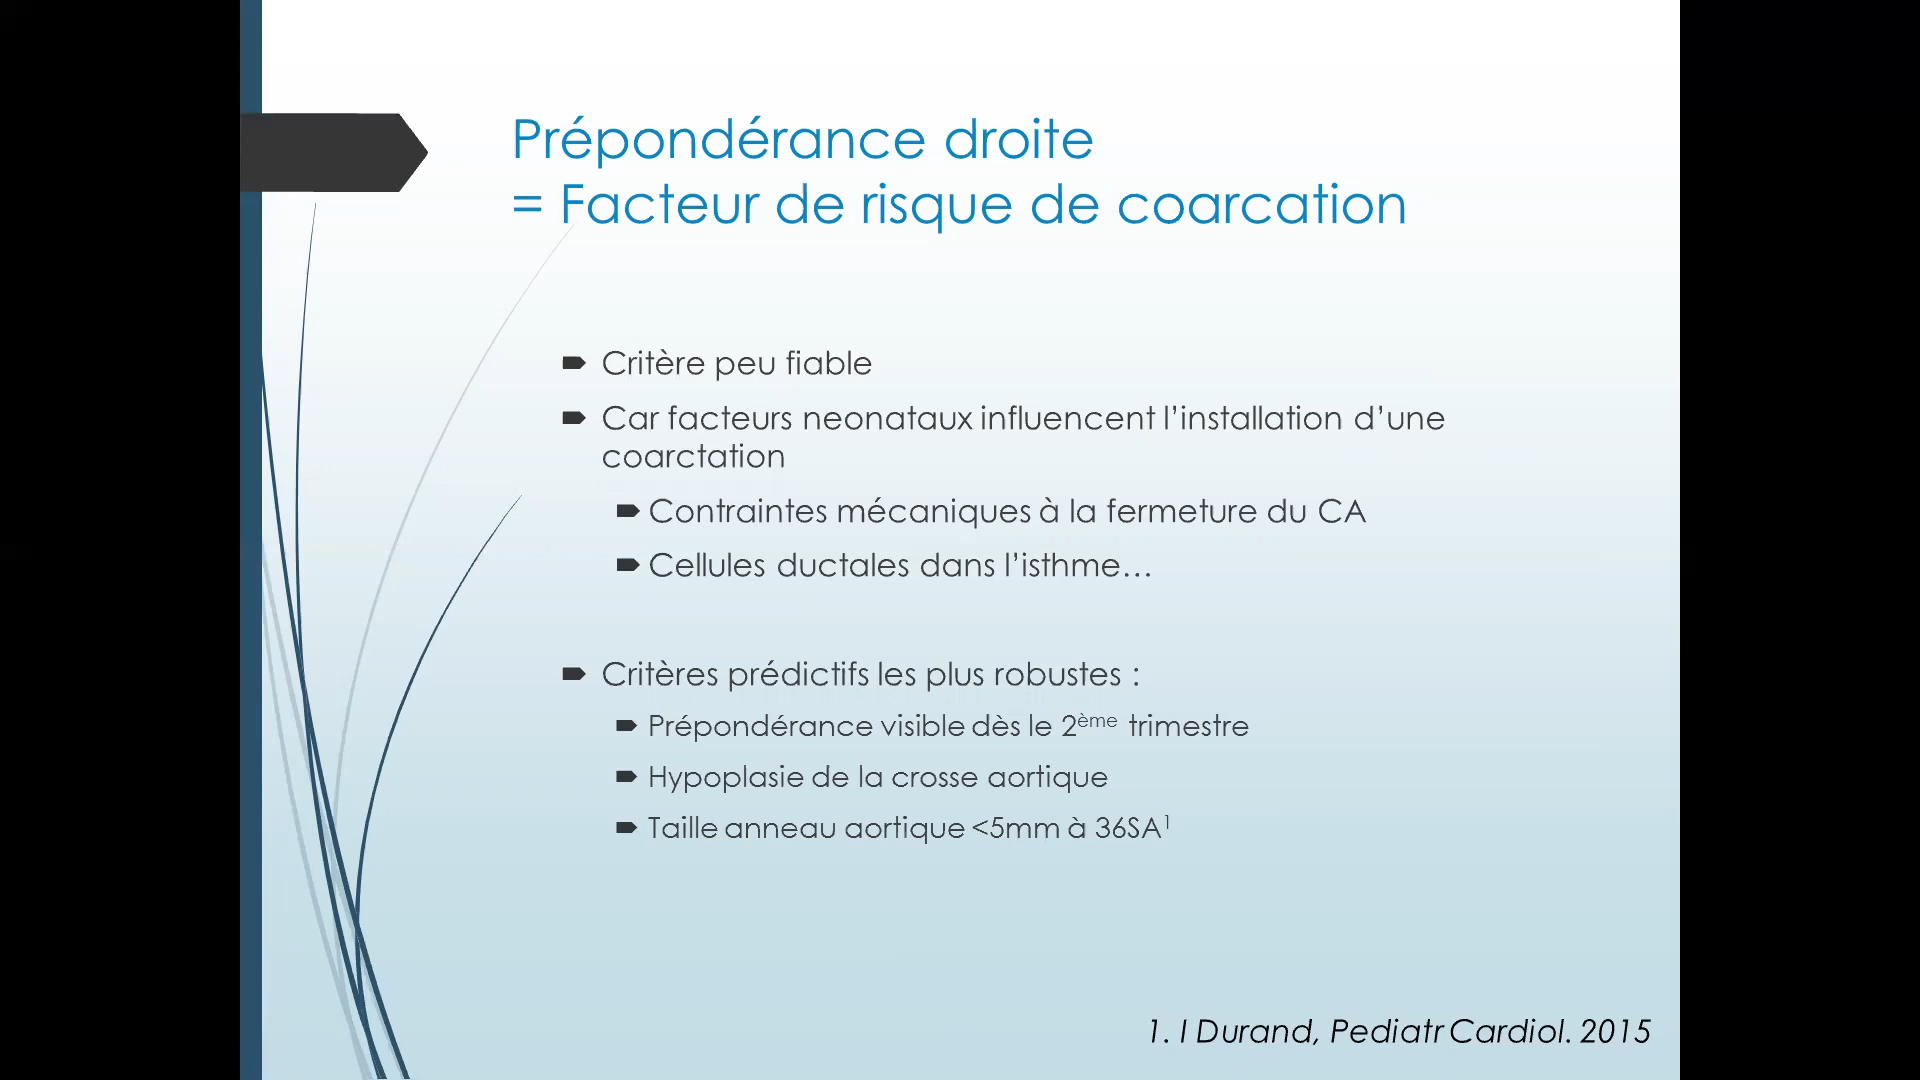 Prépondérance droite
= Facteur de risque de coarcation
Critère peu fiable
Car facteurs neonataux influencent l’installation d’une
coarctation
Contraintes mécaniques à la fermeture du CA
Cellules ductales dans l’isthme…
Critères prédictifs les plus robustes :
Prépondérance visible dès le 2ème trimestre
Hypoplasie de la crosse aortique
Taille anneau aortique <5mm à 36SA1
1. I Durand, Pediatr Cardiol. 2015